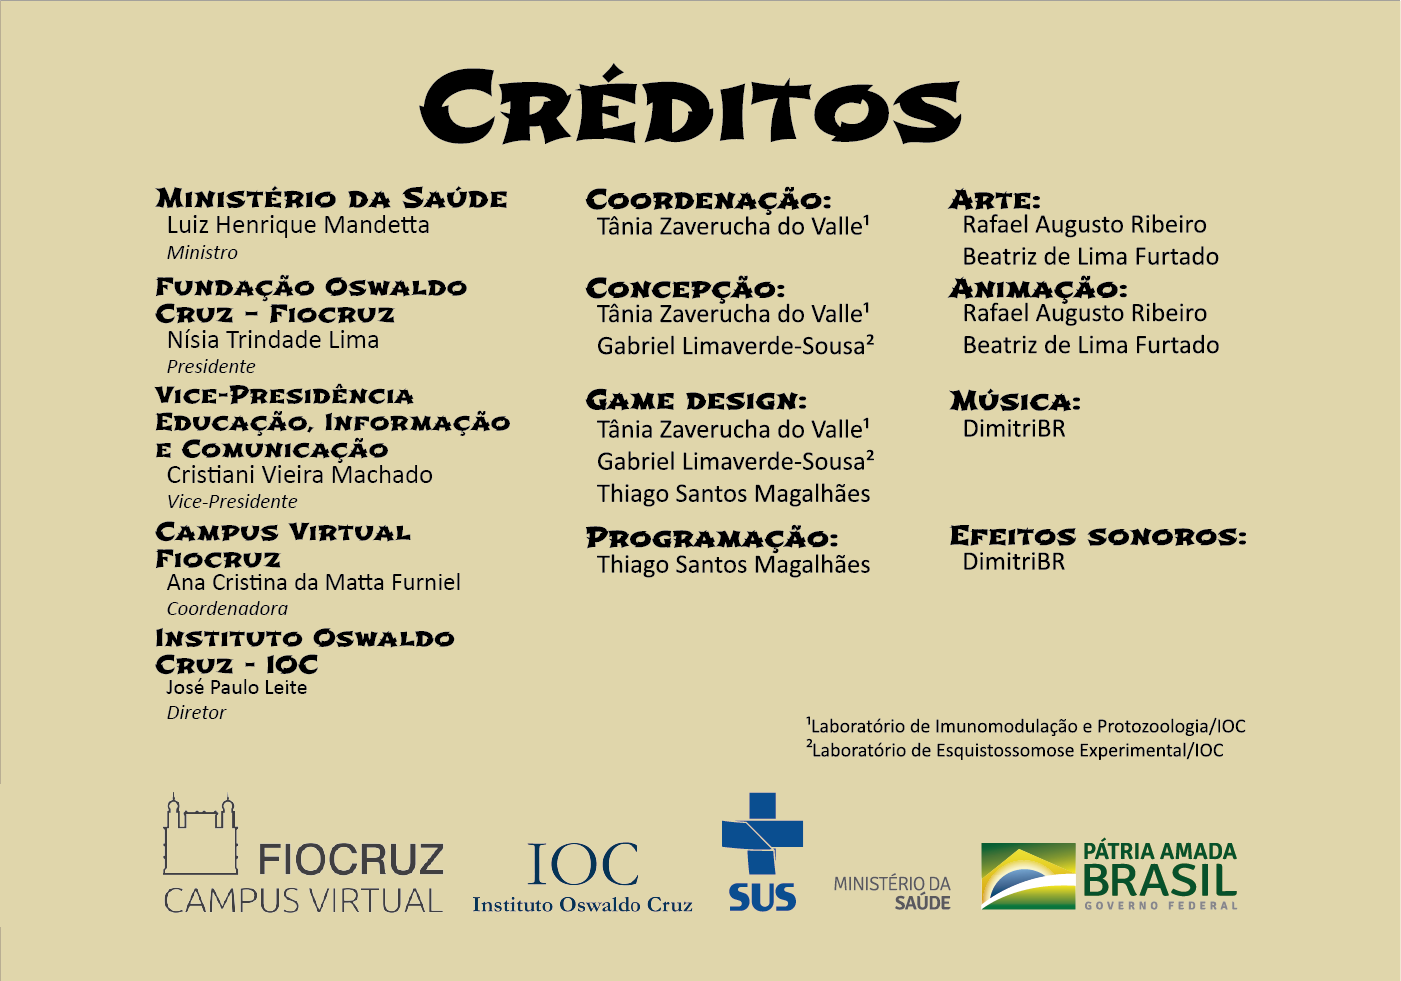 Créditos
Ministério da Saúde
Luiz Henrique Mandetta
Ministro
Fundação Oswaldo
Cruz - Fiocruz
Nísia Trindade Lima
Presidente
Vice-Presidência
Educação, Informação
e Comunicação
Cristiani Vieira Machado
Vice-Presidente
Campus Virtual
Fiocruz
Ana Cristina da Matta Furniel
Coordenadora
Instituto Oswaldo
Cruz - IOC
José Paulo Leite
Diretor
Coordenação:
Tânia Zaverucha do Valle¹
Concepção:
Tânia Zaverucha do Valle¹
Gabriel Limaverde-Sousa²
Game design:
Tânia Zaverucha do Valle¹
Gabriel Limaverde-Sousa²
Thiago Santos Magalhães
Programação:
Thiago Santos Magalhães
Arte:
Rafael Augusto Ribeiro
Beatriz de Lima Furtado
Animação:
Rafael Augusto Ribeiro
Beatriz de Lima Furtado
Música:
DimitriBR
Efeitos sonoros:
DimitriBR
¹Laboratório de Imunomodulação e Protozoologia/IOC
²Laboratório de Esquistossomose Experimental/IOC
FIOCRUZ
CAMPUS VIRTUAL
IOC
Instituto Oswaldo Cruz
SUS
MINISTÉRIO DA
SAÚDE
PÁTRIA AMADA
BRASIL
GOVERNO FEDERAL